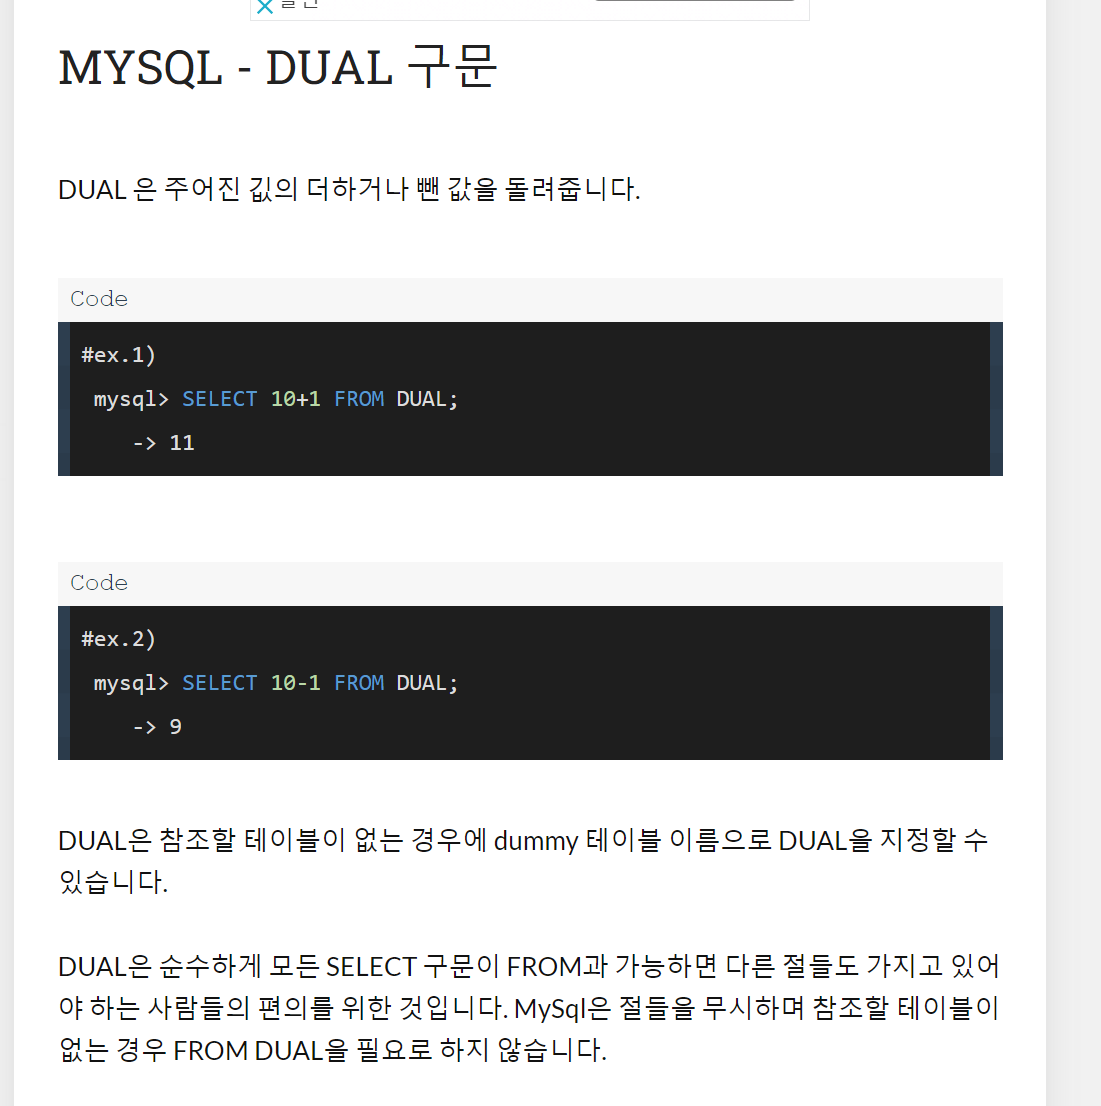 MYSQL - DUAL 구문
DUAL 은 주어진 깂의 더하거나 뺀 값을 돌려줍니다.
Code
#ex.1)
mysql> SELECT 10+1 FROM DUAL;
-> 11
Code
#ex.2)
mysql> SELECT 10-1 FROM DUAL;
-> 9
DUAL은 참조할 테이블이 없는 경우에 dummy 테이블 이름으로 DUAL을 지정할 수
있습니다.
DUAL은 순수하게 모든 SELECT 구문이 FROM과 가능하면 다른 절들도 가지고 있어
야 하는 사람들의 편의를 위한 것입니다. MySql은 절들을 무시하며 참조할 테이블이
없는 경우 FROM DUAL을 필요로 하지 않습니다.